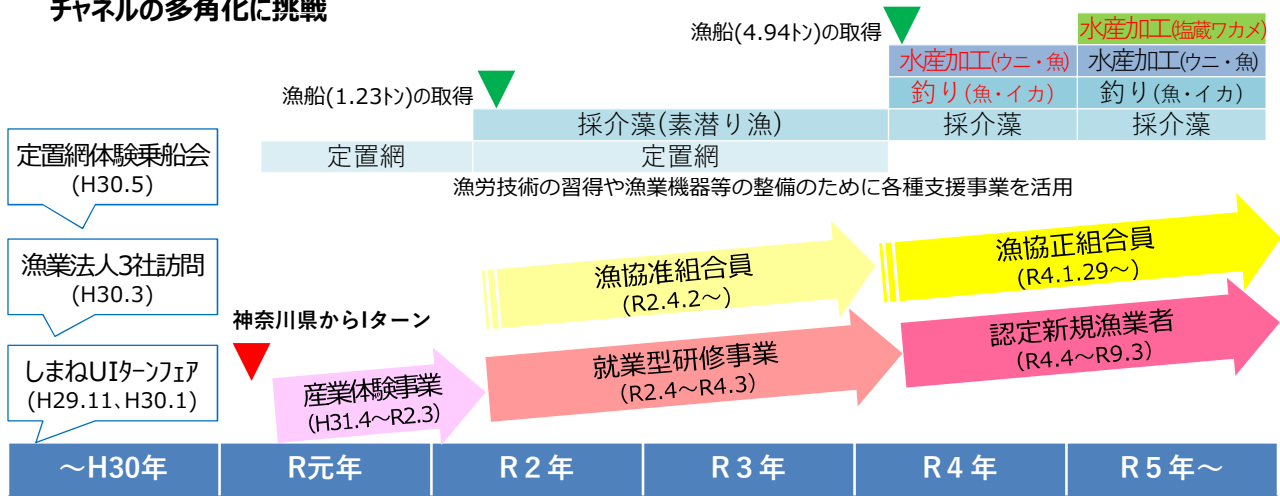 チャネルの多角化に挑戦
漁船(4.94トン)の取得
水産加工(塩蔵ワカメ)
水産加工(ウニ・魚)
水産加工(ウニ・魚)
漁船(1.23トン)の取得
釣り(魚・イカ)
釣り(魚・イカ)
採介藻(素潜り漁)
採介藻
採介藻
定置網
定置網
定置網体験乗船会
(H30.5)
漁労技術の習得や漁業機器等の整備のために各種支援事業を活用
漁業法人3社訪問
(H30.3)
漁協准組合員
(R2.4.2～)
漁協正組合員
(R4.1.29～)
神奈川県からIターン
しまねUIターンフェア
(H29.11、H30.1)
産業体験事業
(H31.4～R2.3)
就業型研修事業
(R2.4～R4.3)
認定新規漁業者
(R4.4～R9.3)
～H30年
R元年
R２年
R３年
R４年
R５年～